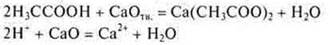 2H₃CCOOH + CaOтв. = Ca(CH₃COO)₂ + H₂O
2H⁺ + CaO = Ca²⁺ + H₂O